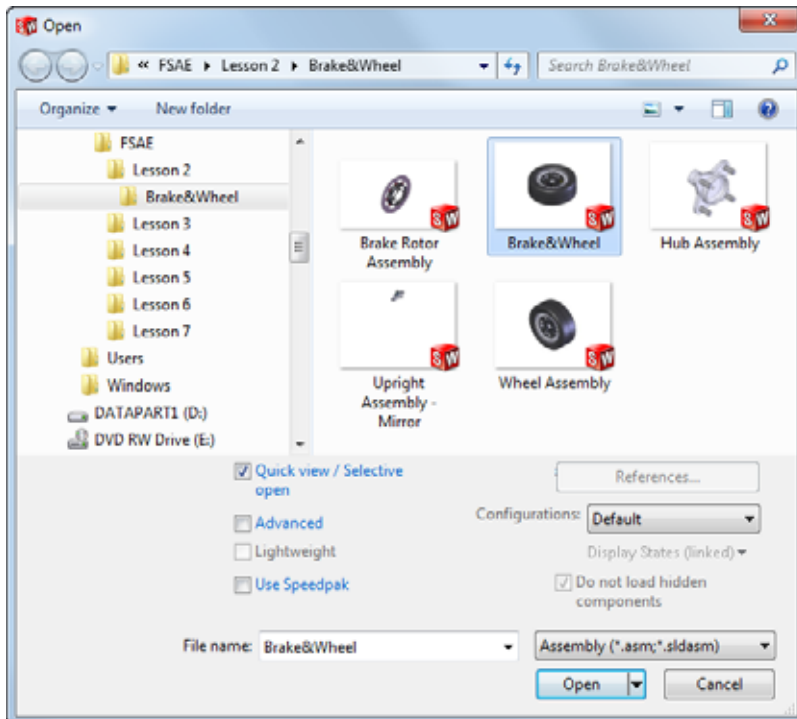 Open
« FSAE ▸ Lesson 2 ▸ Brake&Wheel
Search Brake&Wheel
Organize
New folder
FSAE
Lesson 2
Brake&Wheel
Lesson 3
Lesson 4
Lesson 5
Lesson 6
Lesson 7
Users
Windows
DATAPART1 (D:)
DVD RW Drive (E:)
Brake Rotor
Assembly
Brake&Wheel
Hub Assembly
Upright
Assembly -
Mirror
Wheel Assembly
Quick view / Selective
open
Advanced
Lightweight
Use Speedpak
References...
Configurations: Default
Display States (linked)
Do not load hidden
components
File name: Brake&Wheel
Assembly (*.asm;*.sldasm)
Open
Cancel